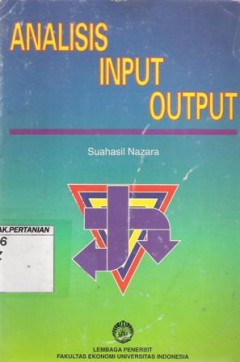 ANALISIS
INPUT
OUTPUT
Suahasil Nazara
AK.PERTANIAN
6
LEMBAGA PENERBIT
FAKULTAS EKONOMI UNIVERSITAS INDONESIA